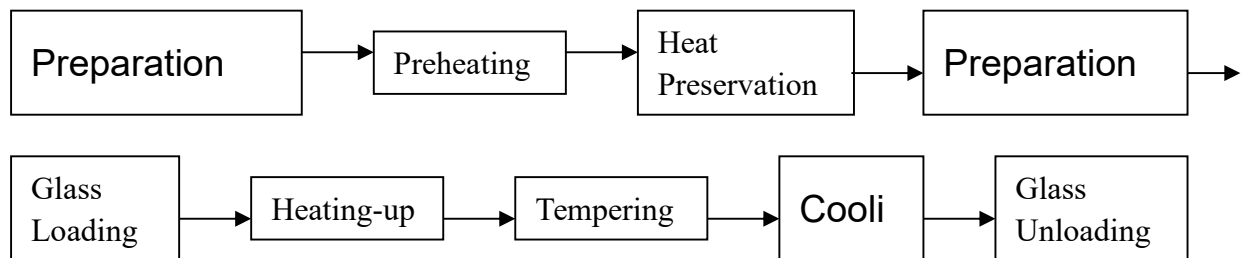 Preparation
Preheating
Heat
Preservation
Preparation
Glass
Loading
Heating-up
Tempering
Cooli
Glass
Unloading